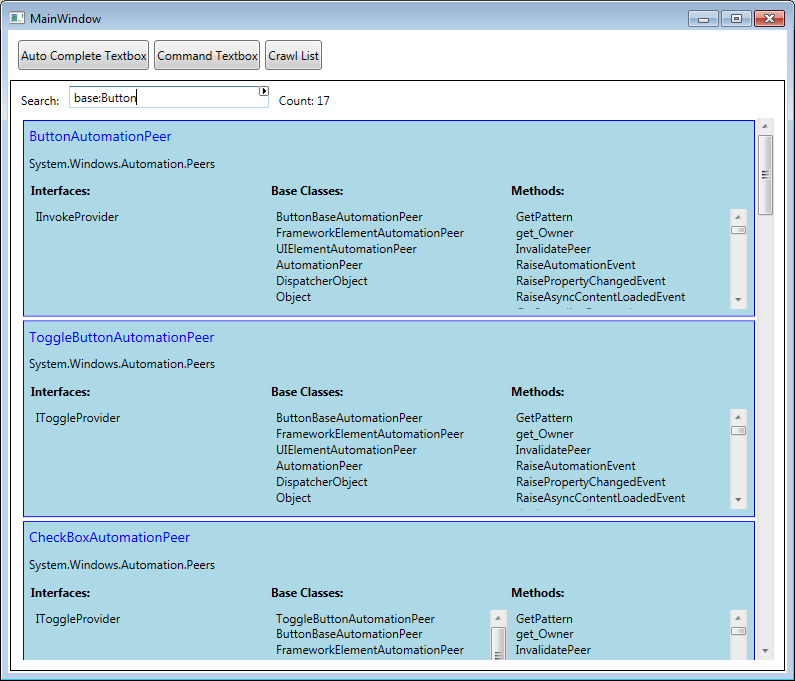 MainWindow
Auto Complete Textbox Command Textbox Crawl List
Search: base:Button Count: 17
ButtonAutomationPeer
System.Windows.Automation.Peers
Interfaces: Base Classes: Methods:
IInvokeProvider ButtonBaseAutomationPeer GetPattern
FrameworkElementAutomationPeer get_Owner
UIElementAutomationPeer InvalidatePeer
AutomationPeer RaiseAutomationEvent
DispatcherObject RaisePropertyChangedEvent
Object RaiseAsyncContentLoadedEvent
ToggleButtonAutomationPeer
System.Windows.Automation.Peers
Interfaces: Base Classes: Methods:
IToggleProvider ButtonBaseAutomationPeer GetPattern
FrameworkElementAutomationPeer get_Owner
UIElementAutomationPeer InvalidatePeer
AutomationPeer RaiseAutomationEvent
DispatcherObject RaisePropertyChangedEvent
Object RaiseAsyncContentLoadedEvent
CheckBoxAutomationPeer
System.Windows.Automation.Peers
Interfaces: Base Classes: Methods:
IToggleProvider ToggleButtonAutomationPeer GetPattern
ButtonBaseAutomationPeer get_Owner
FrameworkElementAutomationPeer InvalidatePeer